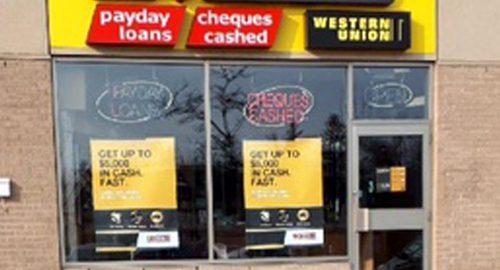 payday
loans
cheques
cashed
WESTERN
UNION
PAYDAY
LOANS
CHEQUES
CASHED
OPEN
GET UP TO
$5,000
IN CASH.
FAST.
GET UP TO
$5,000
IN CASH.
FAST.